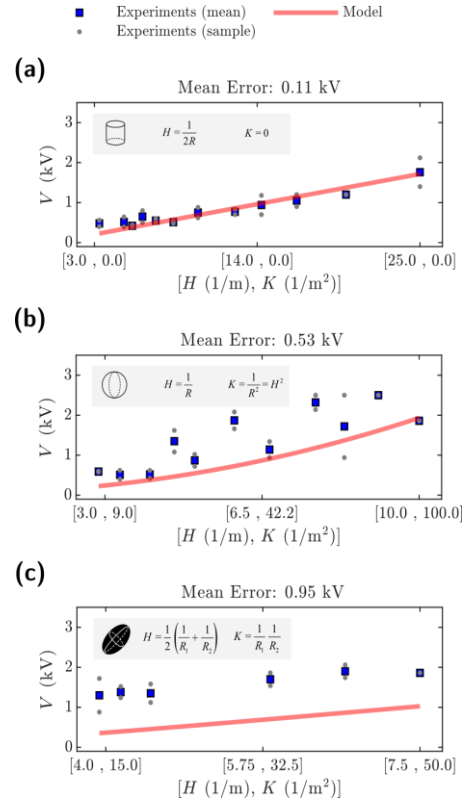 Experiments (mean) Model
Experiments (sample)
(a)
Mean Error: 0.11 kV
H = 1/2R K = 0
V (kV)
3
2
1
0
[3.0 , 0.0] [14.0 , 0.0] [25.0 , 0.0]
[H (1/m), K (1/m²)]
(b)
Mean Error: 0.53 kV
H = 1/R K = 1/R² = H²
V (kV)
3
2
1
0
[3.0 , 9.0] [6.5 , 42.2] [10.0 , 100.0]
[H (1/m), K (1/m²)]
(c)
Mean Error: 0.95 kV
H = 1/2 (1/R₁ + 1/R₂) K = 1/R₁ 1/R₂
V (kV)
3
2
1
0
[4.0 , 15.0] [5.75 , 32.5] [7.5 , 50.0]
[H (1/m), K (1/m²)]